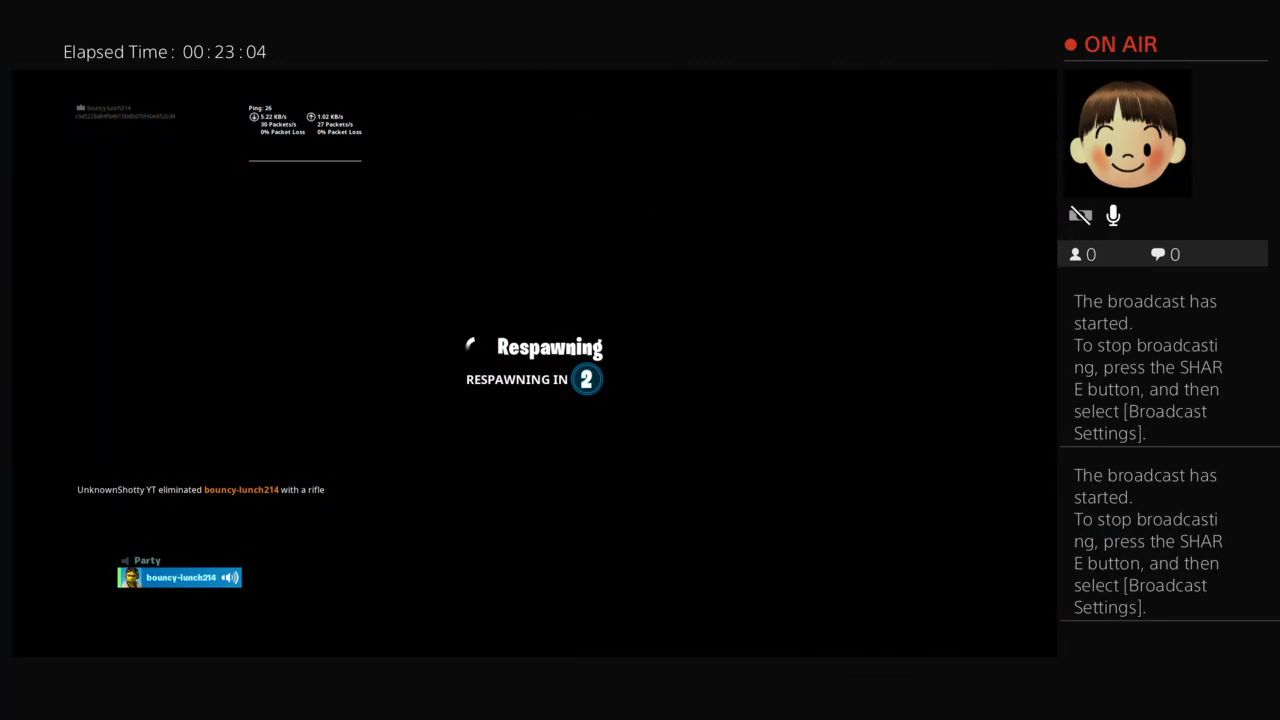 Elapsed Time: 00:23:04
ON AIR
bouncy-lunch214
Ping: 26
5.22 KB/s
1.02 KB/s
30 Packets/s
27 Packets/s
0% Packet Loss
0% Packet Loss
0
0
The broadcast has
started.
To stop broadcasti
ng, press the SHAR
E button, and then
select [Broadcast
Settings].
Respawning
RESPAWNING IN 2
The broadcast has
started.
To stop broadcasti
ng, press the SHAR
E button, and then
select [Broadcast
Settings].
UnknownShotty YT eliminated bouncy-lunch214 with a rifle
Party
bouncy-lunch214